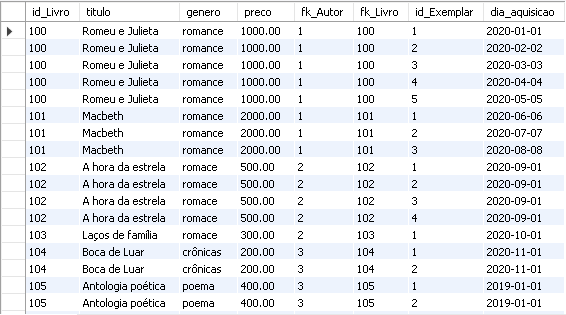 id_Livro titulo genero preco fk_Autor fk_Livro id_Exemplar dia_aquisicao
100 Romeu e Julieta romance 1000.00 1 100 1 2020-01-01
100 Romeu e Julieta romance 1000.00 1 100 2 2020-02-02
100 Romeu e Julieta romance 1000.00 1 100 3 2020-03-03
100 Romeu e Julieta romance 1000.00 1 100 4 2020-04-04
100 Romeu e Julieta romance 1000.00 1 100 5 2020-05-05
101 Macbeth romance 2000.00 1 101 1 2020-06-06
101 Macbeth romance 2000.00 1 101 2 2020-07-07
101 Macbeth romance 2000.00 1 101 3 2020-08-08
102 A hora da estrela romace 500.00 2 102 1 2020-09-01
102 A hora da estrela romace 500.00 2 102 2 2020-09-01
102 A hora da estrela romace 500.00 2 102 3 2020-09-01
102 A hora da estrela romace 500.00 2 102 4 2020-09-01
103 Laços de família romace 300.00 2 103 1 2020-10-01
104 Boca de Luar crônicas 200.00 3 104 1 2020-11-01
104 Boca de Luar crônicas 200.00 3 104 2 2020-11-01
105 Antologia poética poema 400.00 3 105 1 2019-01-01
105 Antologia poética poema 400.00 3 105 2 2019-01-01